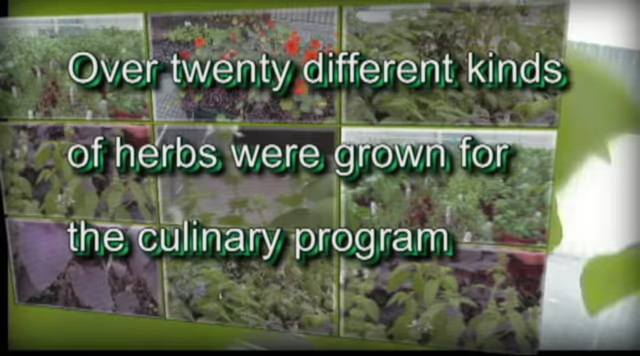 Over twenty different kinds
of herbs were grown for
the culinary program